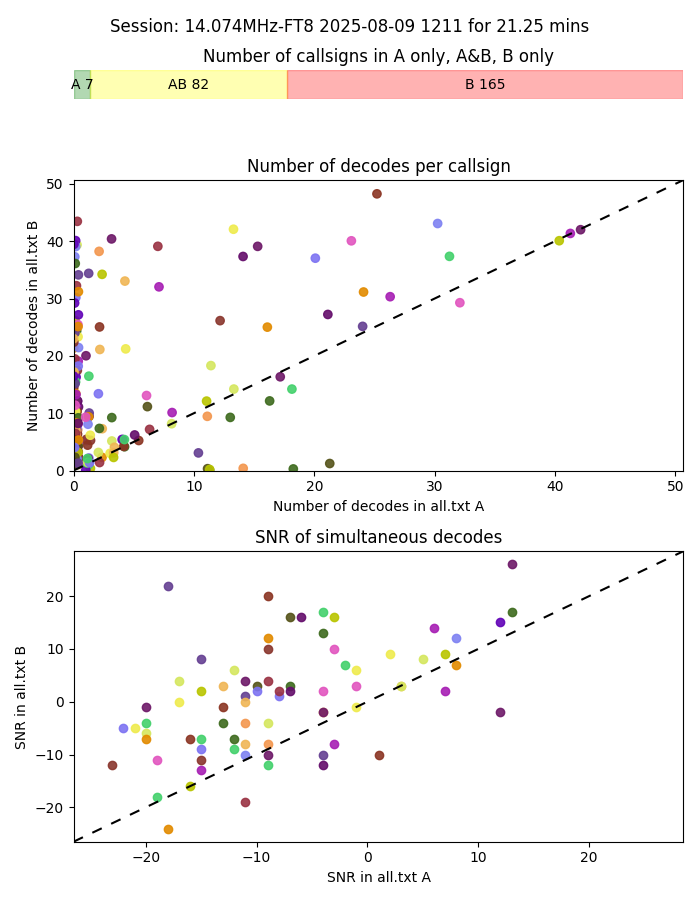 Session: 14.074MHz-FT8 2025-08-09 1211 for 21.25 mins
Number of callsigns in A only, A&B, B only
A 7 AB 82 B 165
Number of decodes per callsign
50
40
30
20
10
0
Number of decodes in all.txt B
0 10 20 30 40 50
Number of decodes in all.txt A
SNR of simultaneous decodes
20
10
0
−10
−20
SNR in all.txt B
−20 −10 0 10 20
SNR in all.txt A